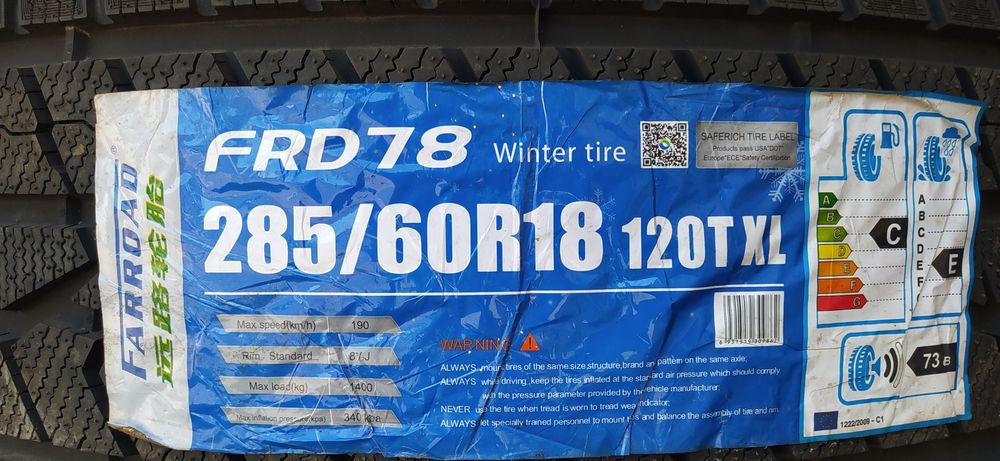 FARROAD®
远路轮胎
FRD78 Winter tire
SAFERICH TIRE LABEL
Products pass USA"DOT"
Europe"ECE"Safety Certification
285/60R18 120T XL
Max speed(km/h) 190
Rim Standard 8½J
Max load(kg) 1400
Max inflation pressure(kpa) 340 kpa
WARNING
ALWAYS mount tires of the same size,structure,brand an pattern on the same axle;
ALWAYS while driving ,keep the tires inflated at the standard air pressure which should comply
with the pressure parameter provided by the vehicle manufacturer;
NEVER use the tire when tread is worn to tread wear indicator;
ALWAYS let specially trained personnel to mount tires and balance the assembly of tire and rim.
A
B
C
D
E
F
G
C
A
B
C
D
E
F
E
73 B
1222/2009 - C1